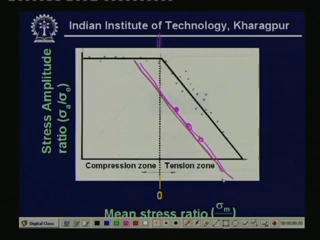 Indian Institute of Technology, Kharagpur
Stress Amplitude
ratio (σa/σe)
Compression zone
Tension zone
0
Mean stress ratio (σm